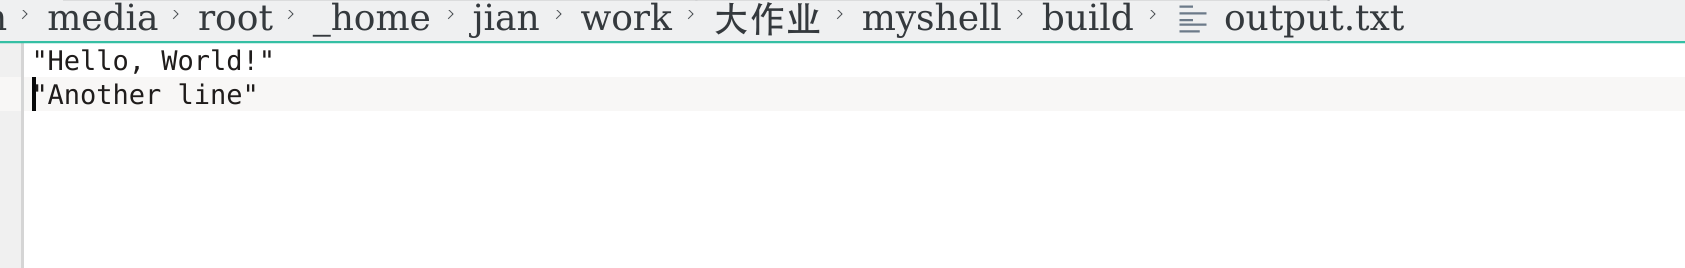 media › root › _home › jian › work › 大作业 › myshell › build › output.txt
"Hello, World!"
"Another line"